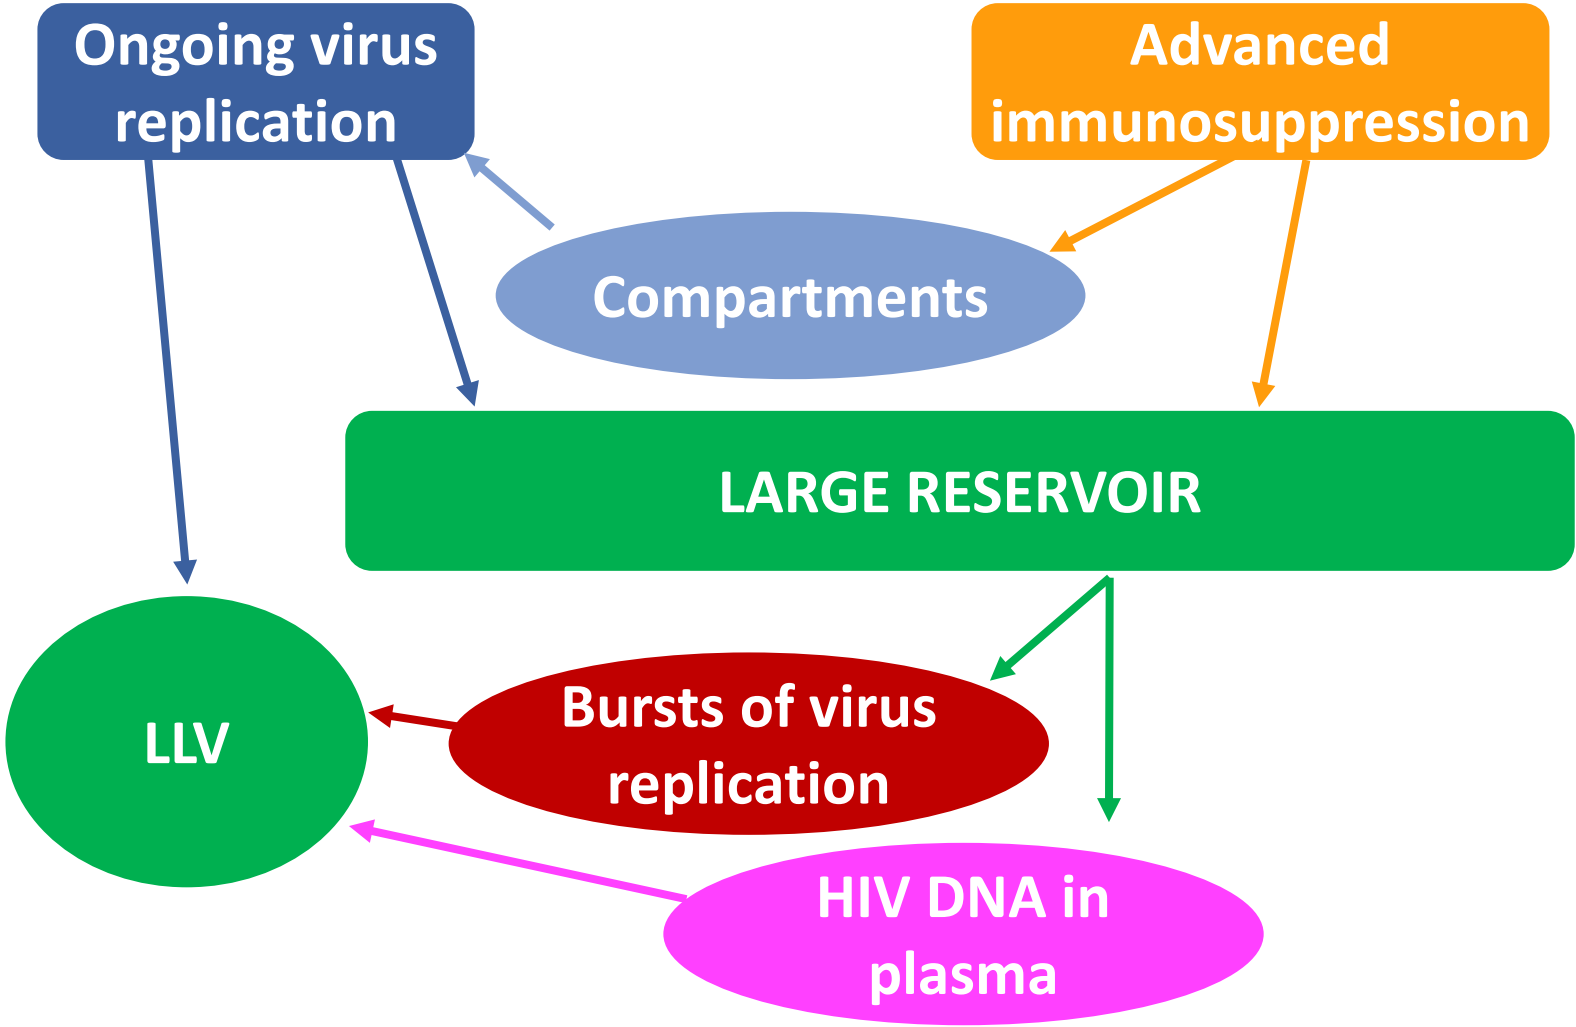 Ongoing virus
replication
Advanced
immunosuppression
Compartments
LARGE RESERVOIR
LLV
Bursts of virus
replication
HIV DNA in
plasma